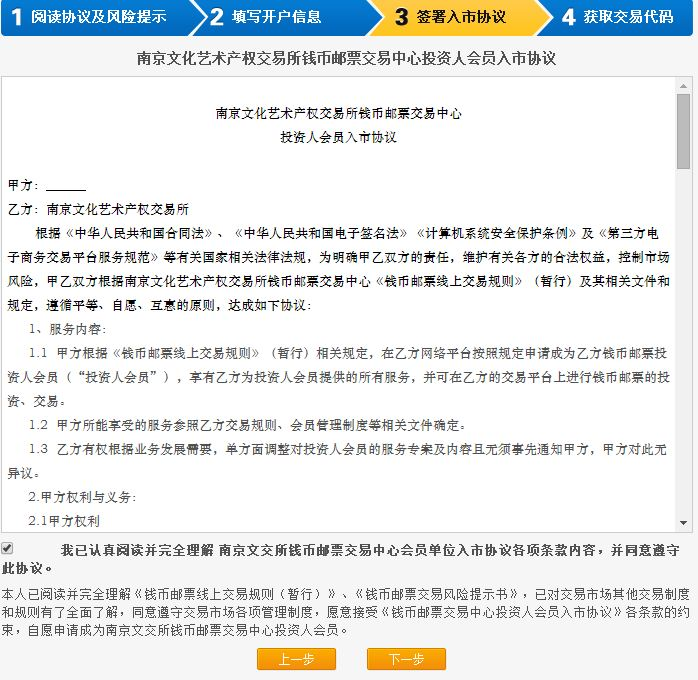 1 阅读协议及风险提示
2 填写开户信息
3 签署入市协议
4 获取交易代码
南京文化艺术产权交易所钱币邮票交易中心投资人会员入市协议
南京文化艺术产权交易所钱币邮票交易中心
投资人会员入市协议
甲方：______
乙方：南京文化艺术产权交易所
根据《中华人民共和国合同法》、《中华人民共和国电子签名法》《计算机系统安全保护条例》及《第三方电
子商务交易平台服务规范》等有关国家相关法律法规，为明确甲乙双方的责任，维护有关各方的合法权益，控制市场
风险，甲乙双方根据南京文化艺术产权交易所钱币邮票交易中心《钱币邮票线上交易规则》（暂行）及其相关文件和
规定，遵循平等、自愿、互惠的原则，达成如下协议：
1、服务内容：
1.1 甲方根据《钱币邮票线上交易规则》（暂行）相关规定，在乙方网络平台按照规定申请成为乙方钱币邮票投
资人会员（“投资人会员”），享有乙方为投资人会员提供的所有服务，并可在乙方的交易平台上进行钱币邮票的投
资、交易。
1.2 甲方所能享受的服务参照乙方交易规则、会员管理制度等相关文件确定。
1.3 乙方有权根据业务发展需要，单方面调整对投资人会员的服务专案及内容且无须事先通知甲方，甲方对此无
异议。
2.甲方权利与义务：
2.1甲方权利
我已认真阅读并完全理解 南京文交所钱币邮票交易中心会员单位入市协议各项条款内容，并同意遵守
此协议。
本人已阅读并完全理解《钱币邮票线上交易规则（暂行）》、《钱币邮票交易风险提示书》，已对交易市场其他交易制度
和规则有了全面了解，同意遵守交易市场各项管理制度，愿意接受《钱币邮票交易中心投资人会员入市协议》各条款的约
束，自愿申请成为南京文交所钱币邮票交易中心投资人会员。
上一步
下一步